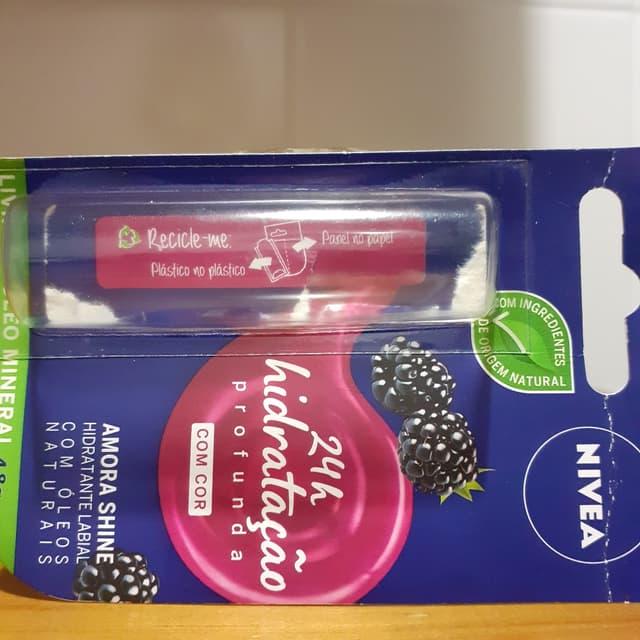 NIVEA
COM INGREDIENTES
DE ORIGEM NATURAL
24h
hidratação
profunda
COM COR
AMORA SHINE
HIDRATANTE LABIAL
COM ÓLEOS
NATURAIS
Recicle-me.
Plástico no plástico
Papel no papel
MINERAL